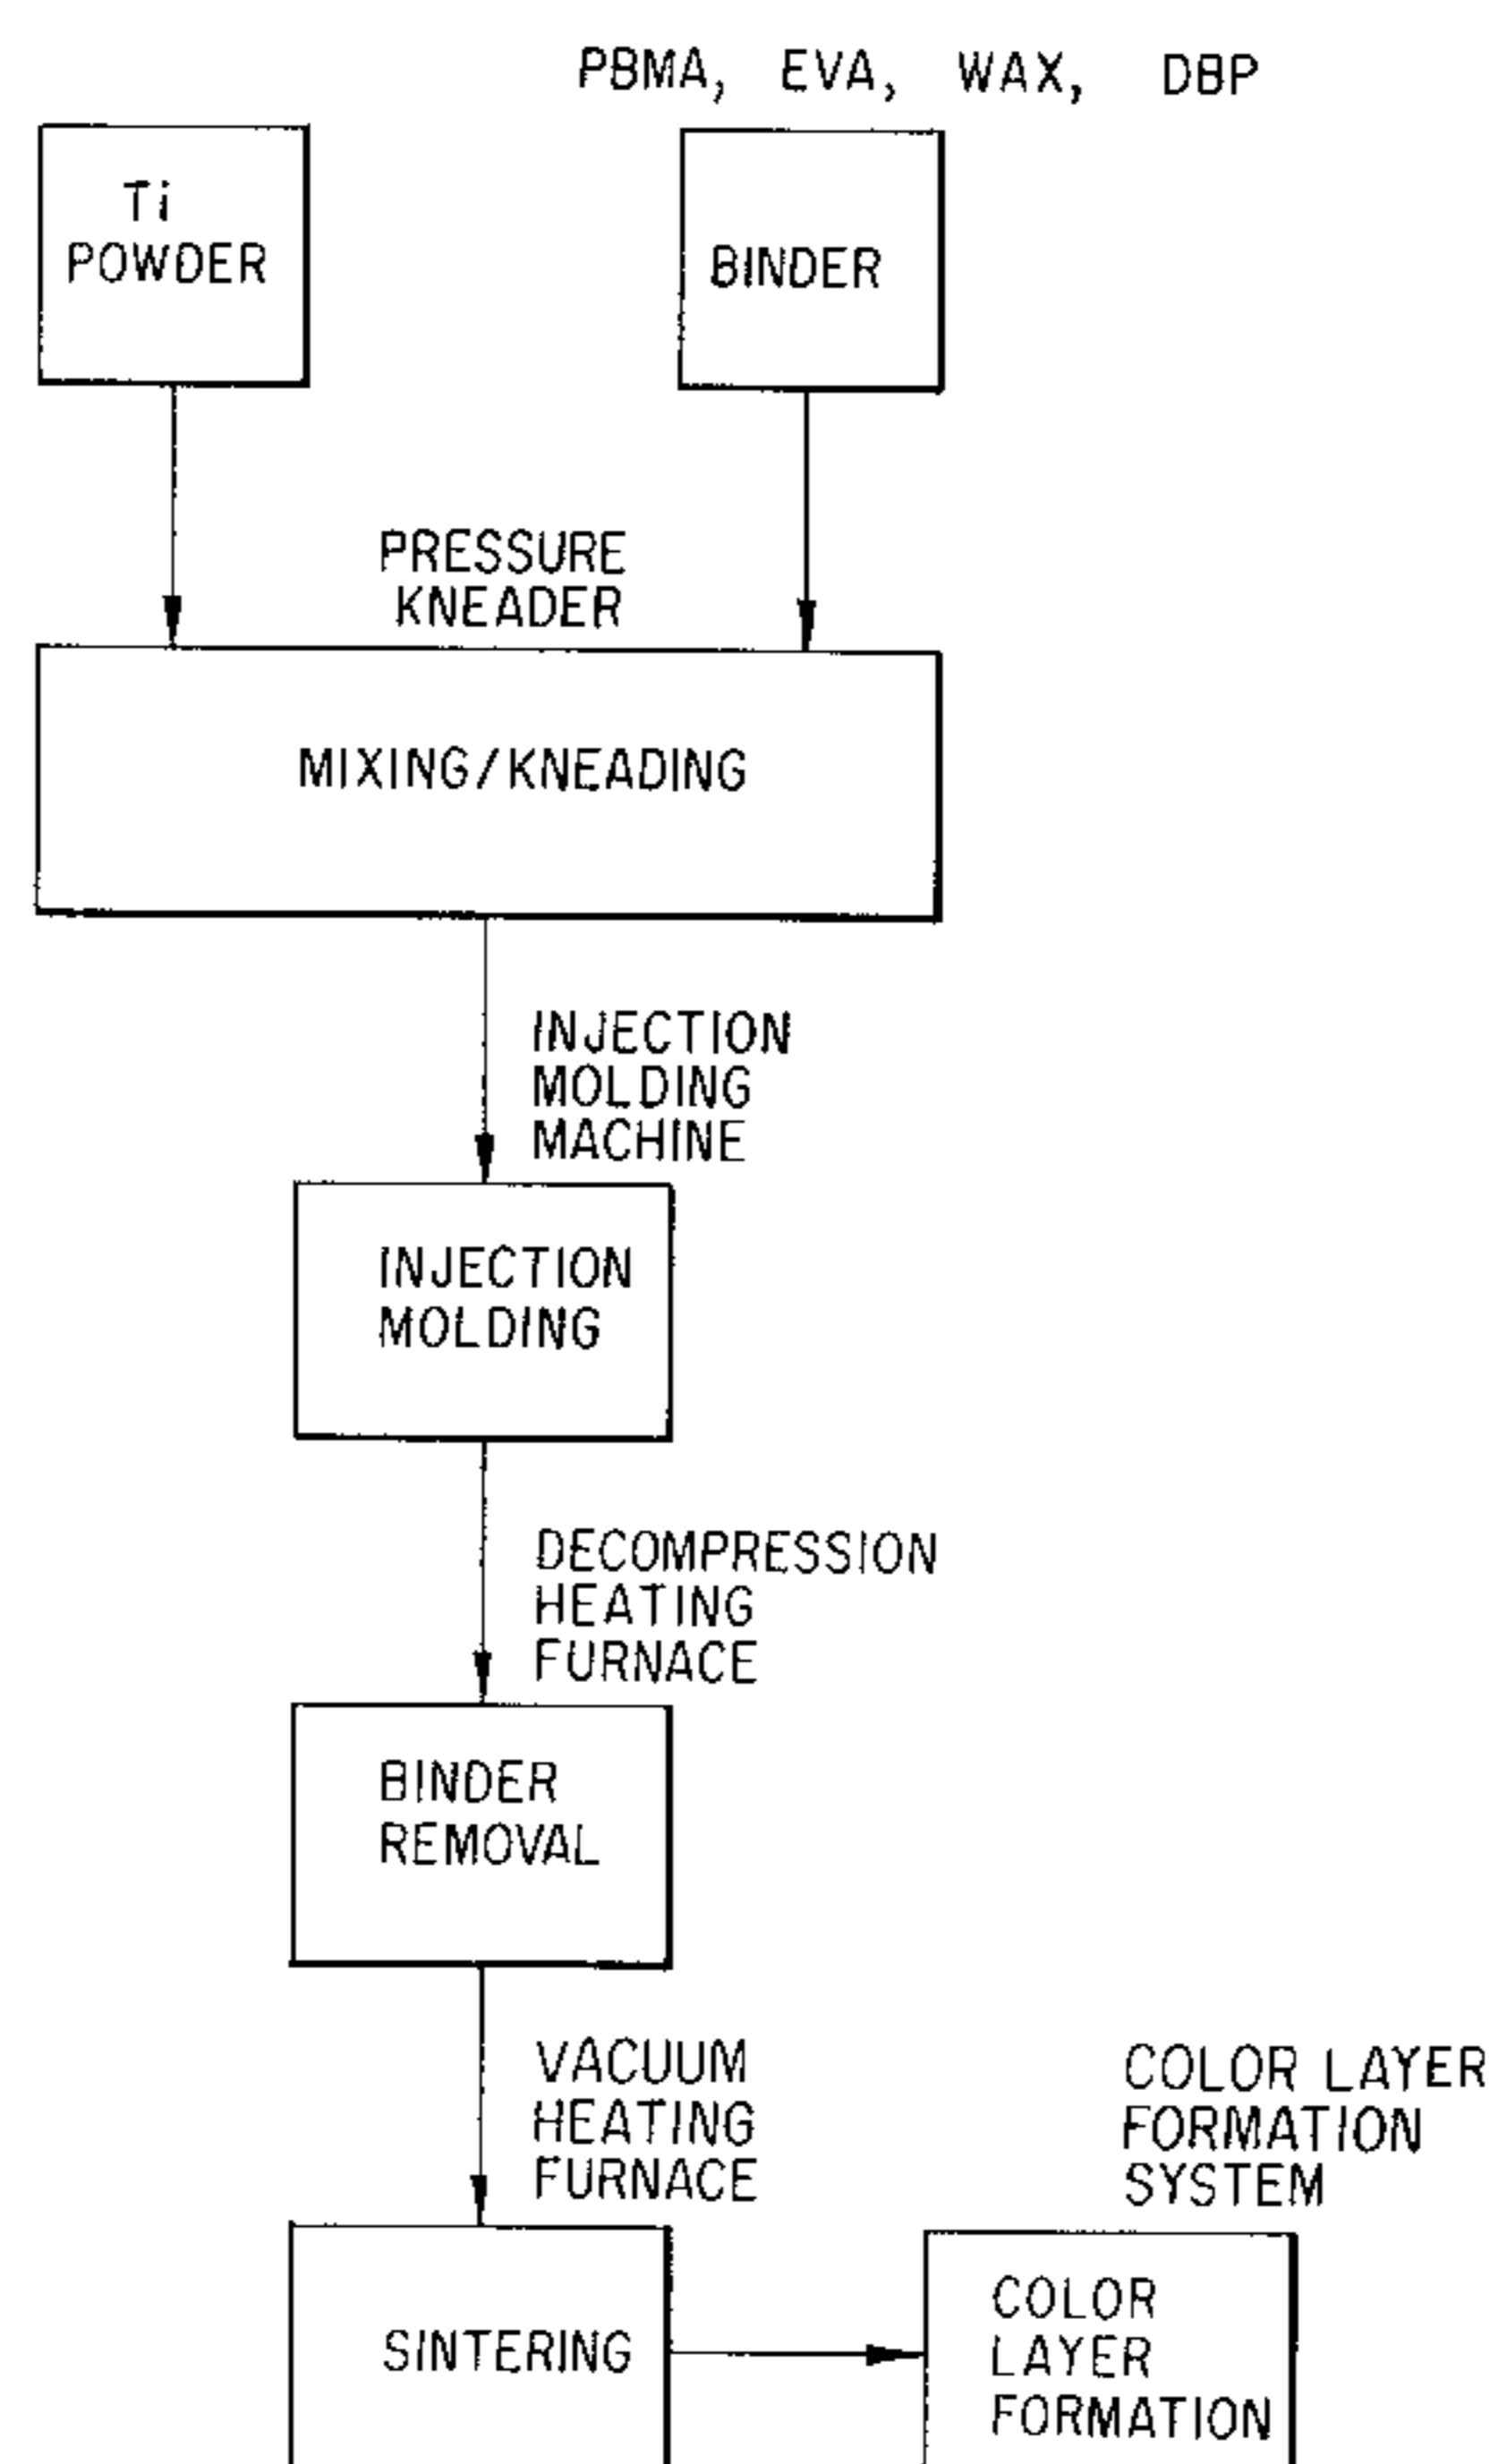 PBMA, EVA, WAX, DBP
Ti
POWDER
BINDER
PRESSURE
KNEADER
MIXING/KNEADING
INJECTION
MOLDING
MACHINE
INJECTION
MOLDING
DECOMPRESSION
HEATING
FURNACE
BINDER
REMOVAL
VACUUM
HEATING
FURNACE
COLOR LAYER
FORMATION
SYSTEM
SINTERING
COLOR
LAYER
FORMATION